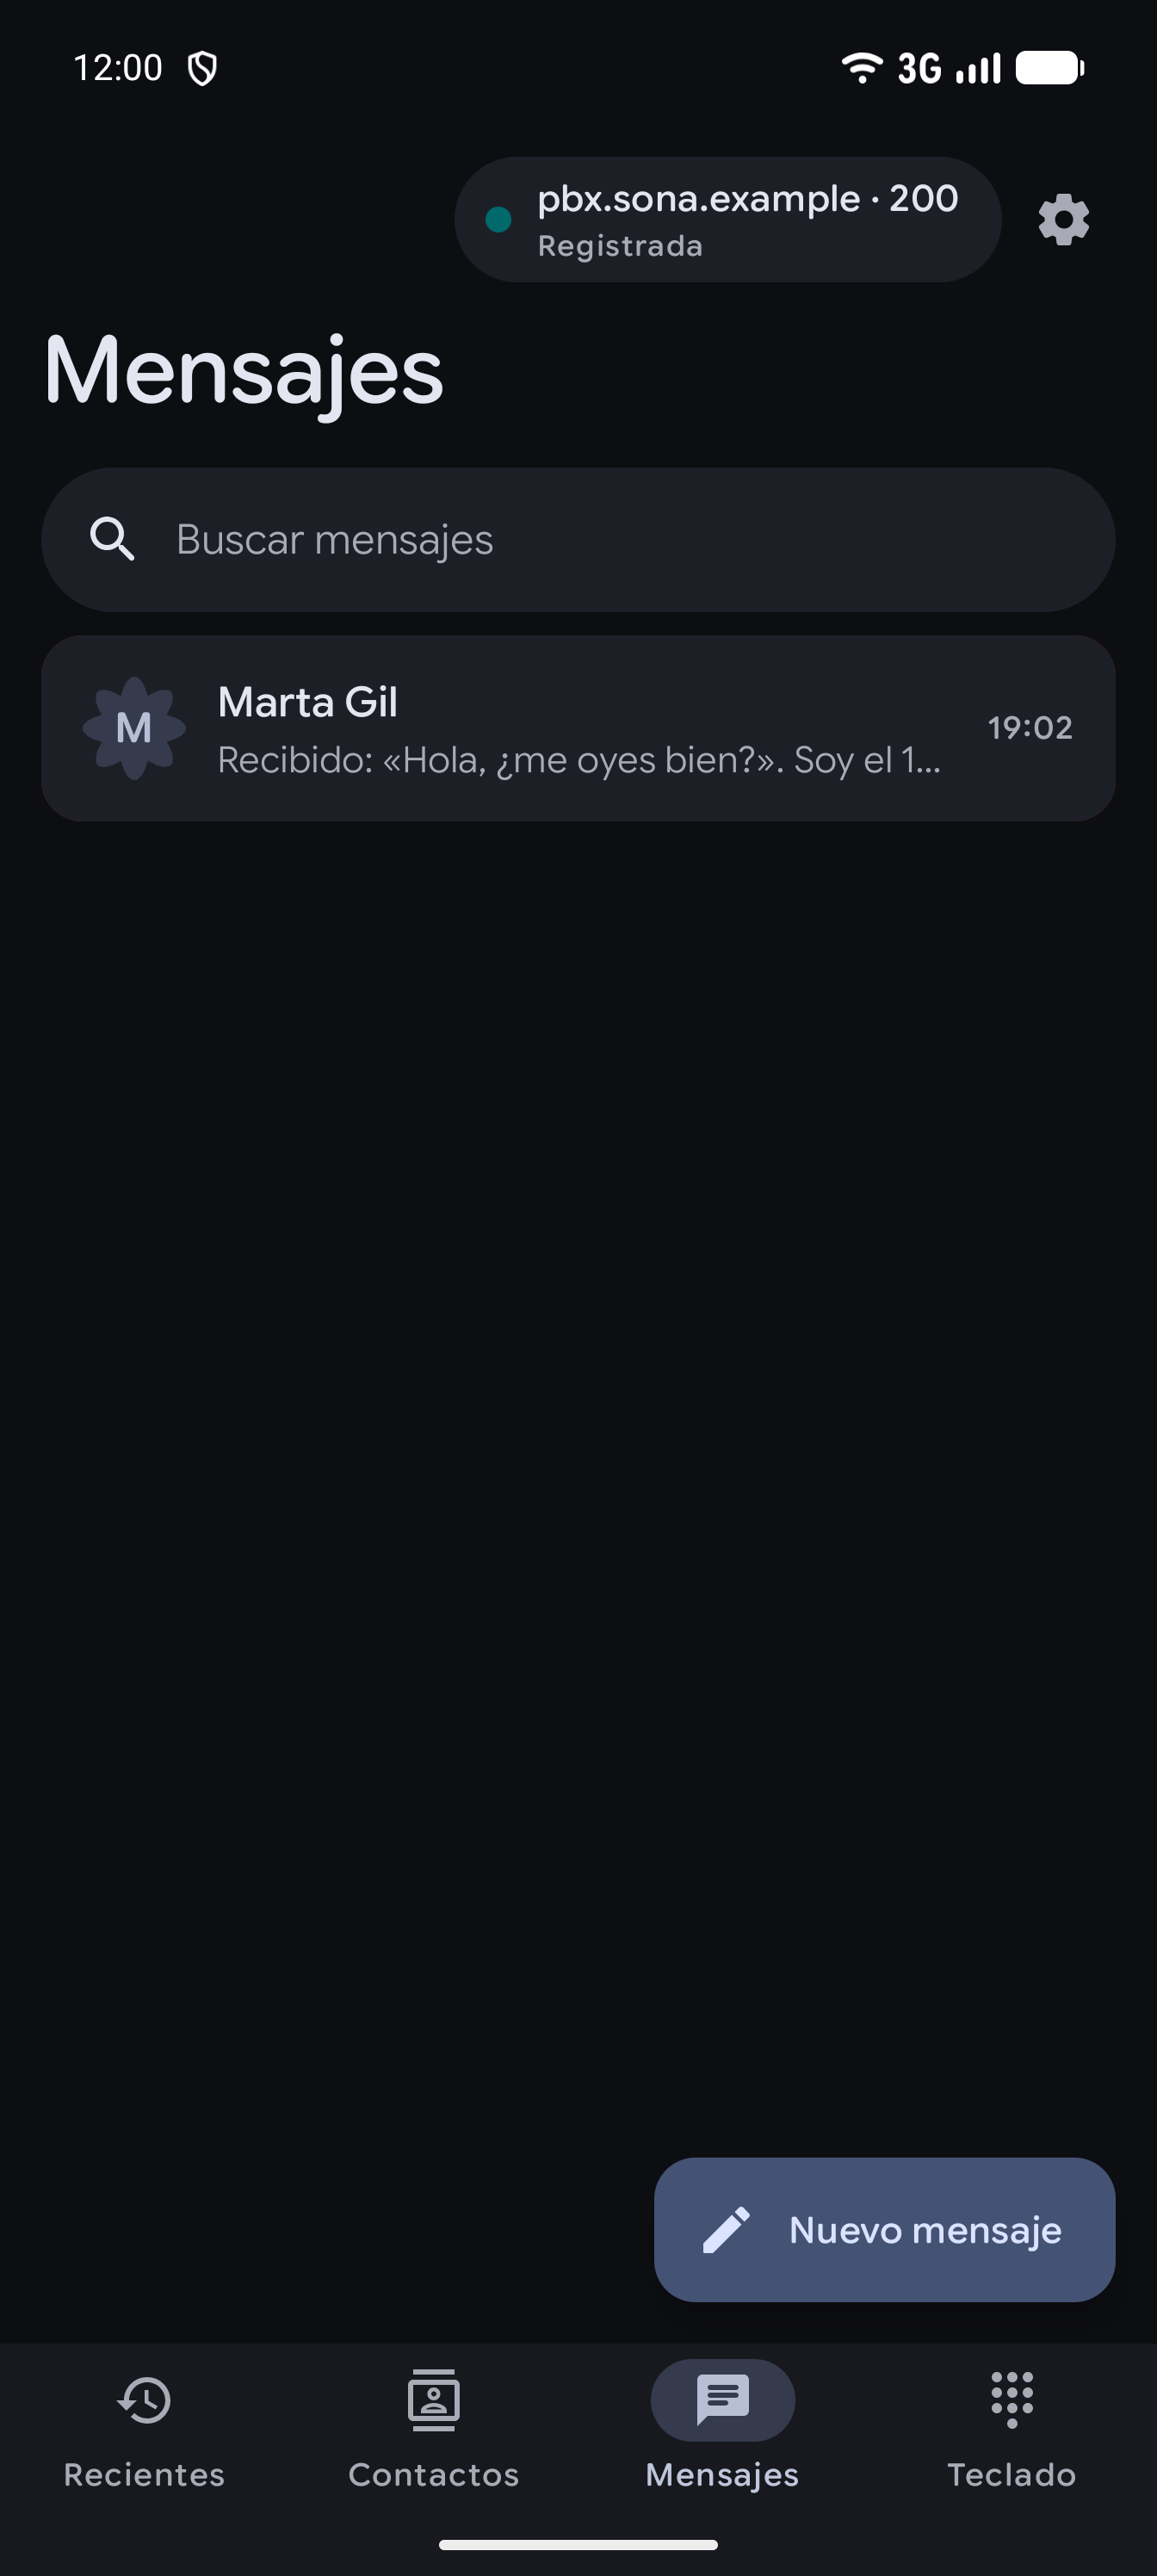 12:00
3G
pbx.sona.example · 200
Registrada
Mensajes
Buscar mensajes
M
Marta Gil
19:02
Recibido: «Hola, ¿me oyes bien?». Soy el 1...
Nuevo mensaje
Recientes
Contactos
Mensajes
Teclado